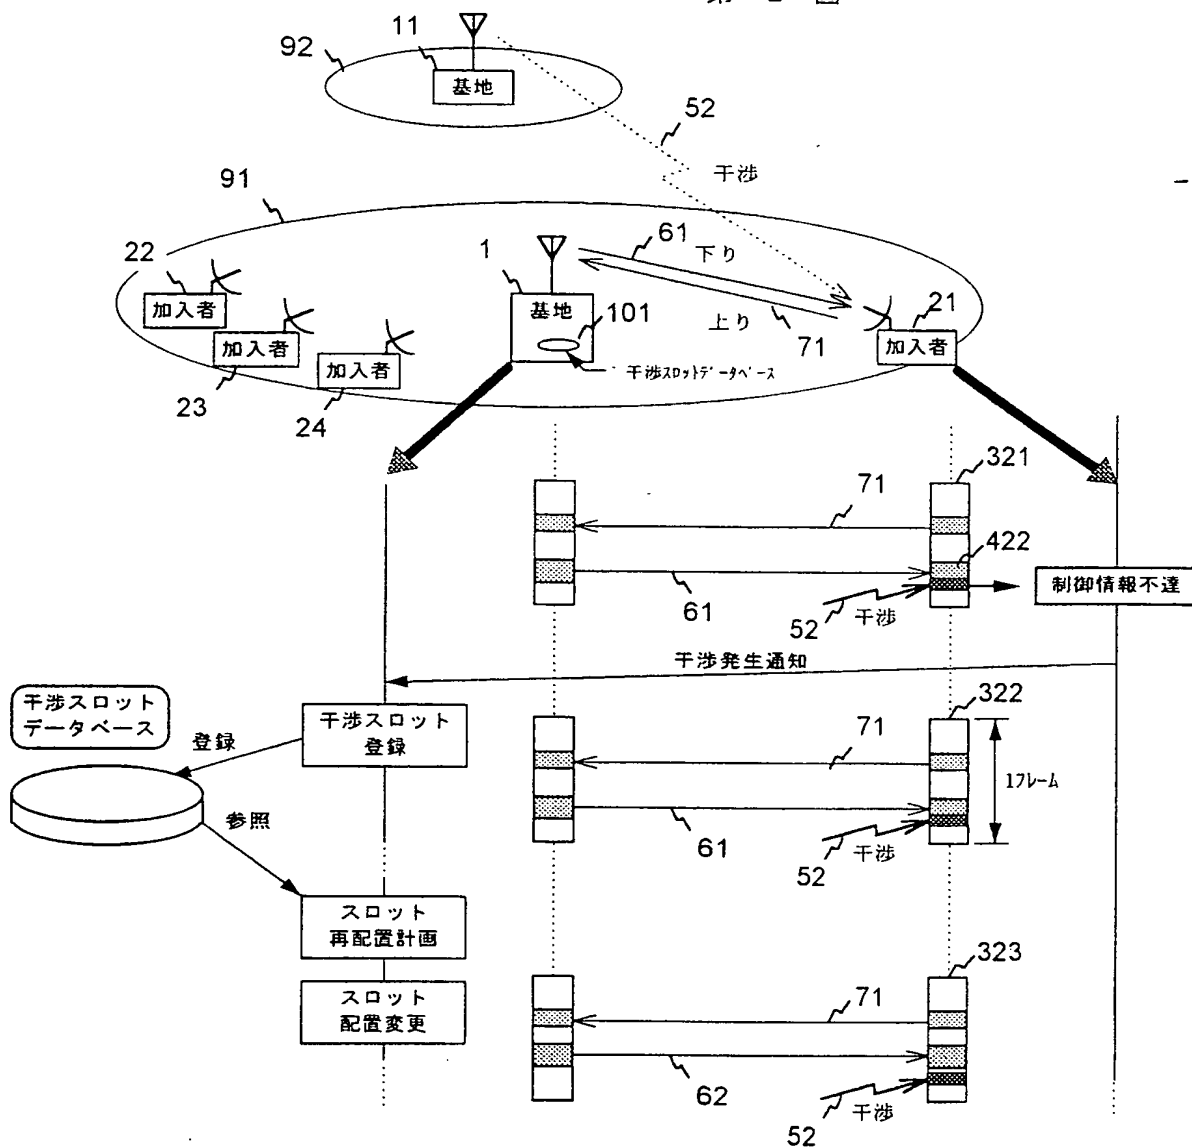 11
92
基地
52
干渉
91
22
加入者
加入者
23
加入者
24
1
基地
101
干渉スロットデータベース
61
下り
上り
71
21
加入者
321
71
422
61
52
干渉
制御情報不達
干渉発生通知
干渉スロット
データベース
登録
干渉スロット
登録
参照
322
71
1フレーム
61
52
干渉
スロット
再配置計画
スロット
配置変更
323
71
62
52
干渉